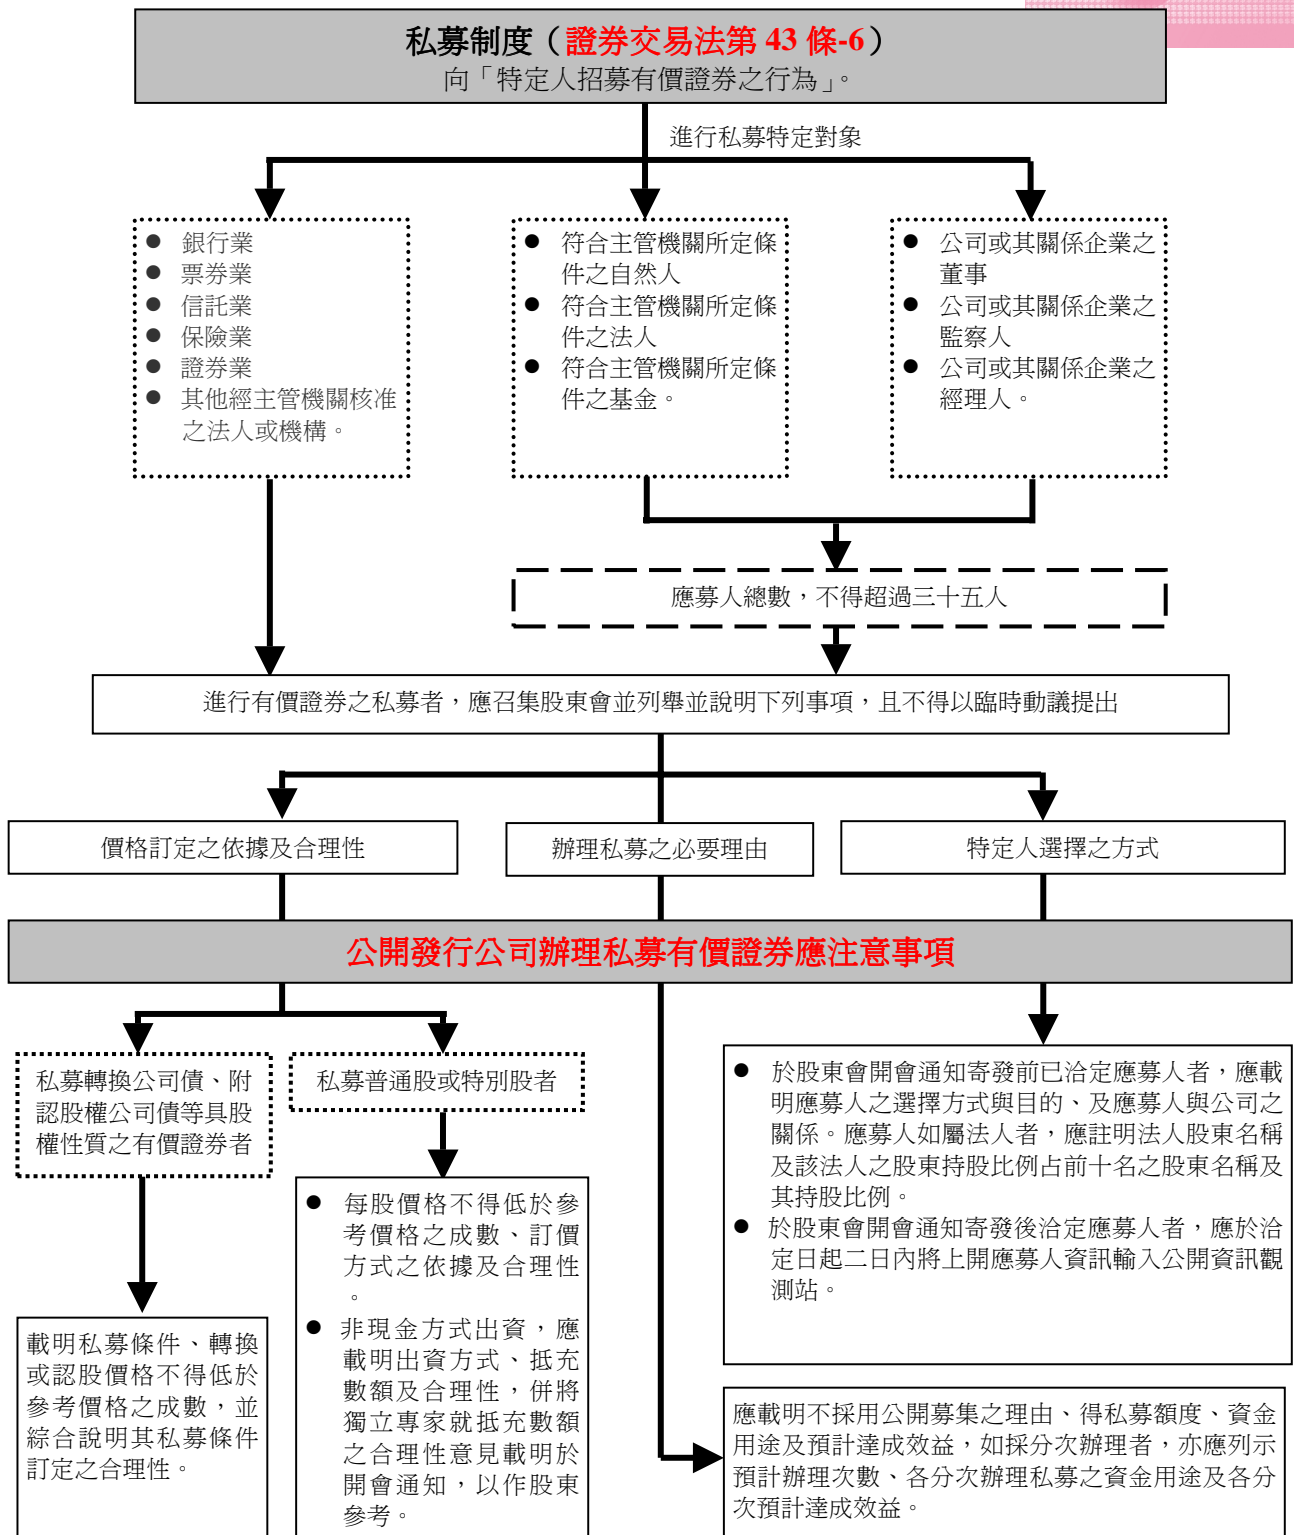 私募制度（證券交易法第 43 條-6）
向「特定人招募有價證券之行為」。
進行私募特定對象
● 銀行業
● 票券業
● 信託業
● 保險業
● 證券業
● 其他經主管機關核准
之法人或機構。
● 符合主管機關所定條
件之自然人
● 符合主管機關所定條
件之法人
● 符合主管機關所定條
件之基金。
● 公司或其關係企業之
董事
● 公司或其關係企業之
監察人
● 公司或其關係企業之
經理人。
應募人總數，不得超過三十五人
進行有價證券之私募者，應召集股東會並列舉並說明下列事項，且不得以臨時動議提出
價格訂定之依據及合理性
辦理私募之必要理由
特定人選擇之方式
公開發行公司辦理私募有價證券應注意事項
私募轉換公司債、附
認股權公司債等具股
權性質之有價證券者
私募普通股或特別股者
● 於股東會開會通知寄發前已洽定應募人者，應載
明應募人之選擇方式與目的、及應募人與公司之
關係。應募人如屬法人者，應註明法人股東名稱
及該法人之股東持股比例占前十名之股東名稱及
其持股比例。
● 於股東會開會通知寄發後洽定應募人者，應於洽
定日起二日內將上開應募人資訊輸入公開資訊觀
測站。
● 每股價格不得低於參
考價格之成數、訂價
方式之依據及合理性
。
● 非現金方式出資，應
載明出資方式、抵充
數額及合理性，併將
獨立專家就抵充數額
之合理性意見載明於
開會通知，以作股東
參考。
載明私募條件、轉換
或認股價格不得低於
參考價格之成數，並
綜合說明其私募條件
訂定之合理性。
應載明不採用公開募集之理由、得私募額度、資金
用途及預計達成效益，如採分次辦理者，亦應列示
預計辦理次數、各分次辦理私募之資金用途及各分
次預計達成效益。